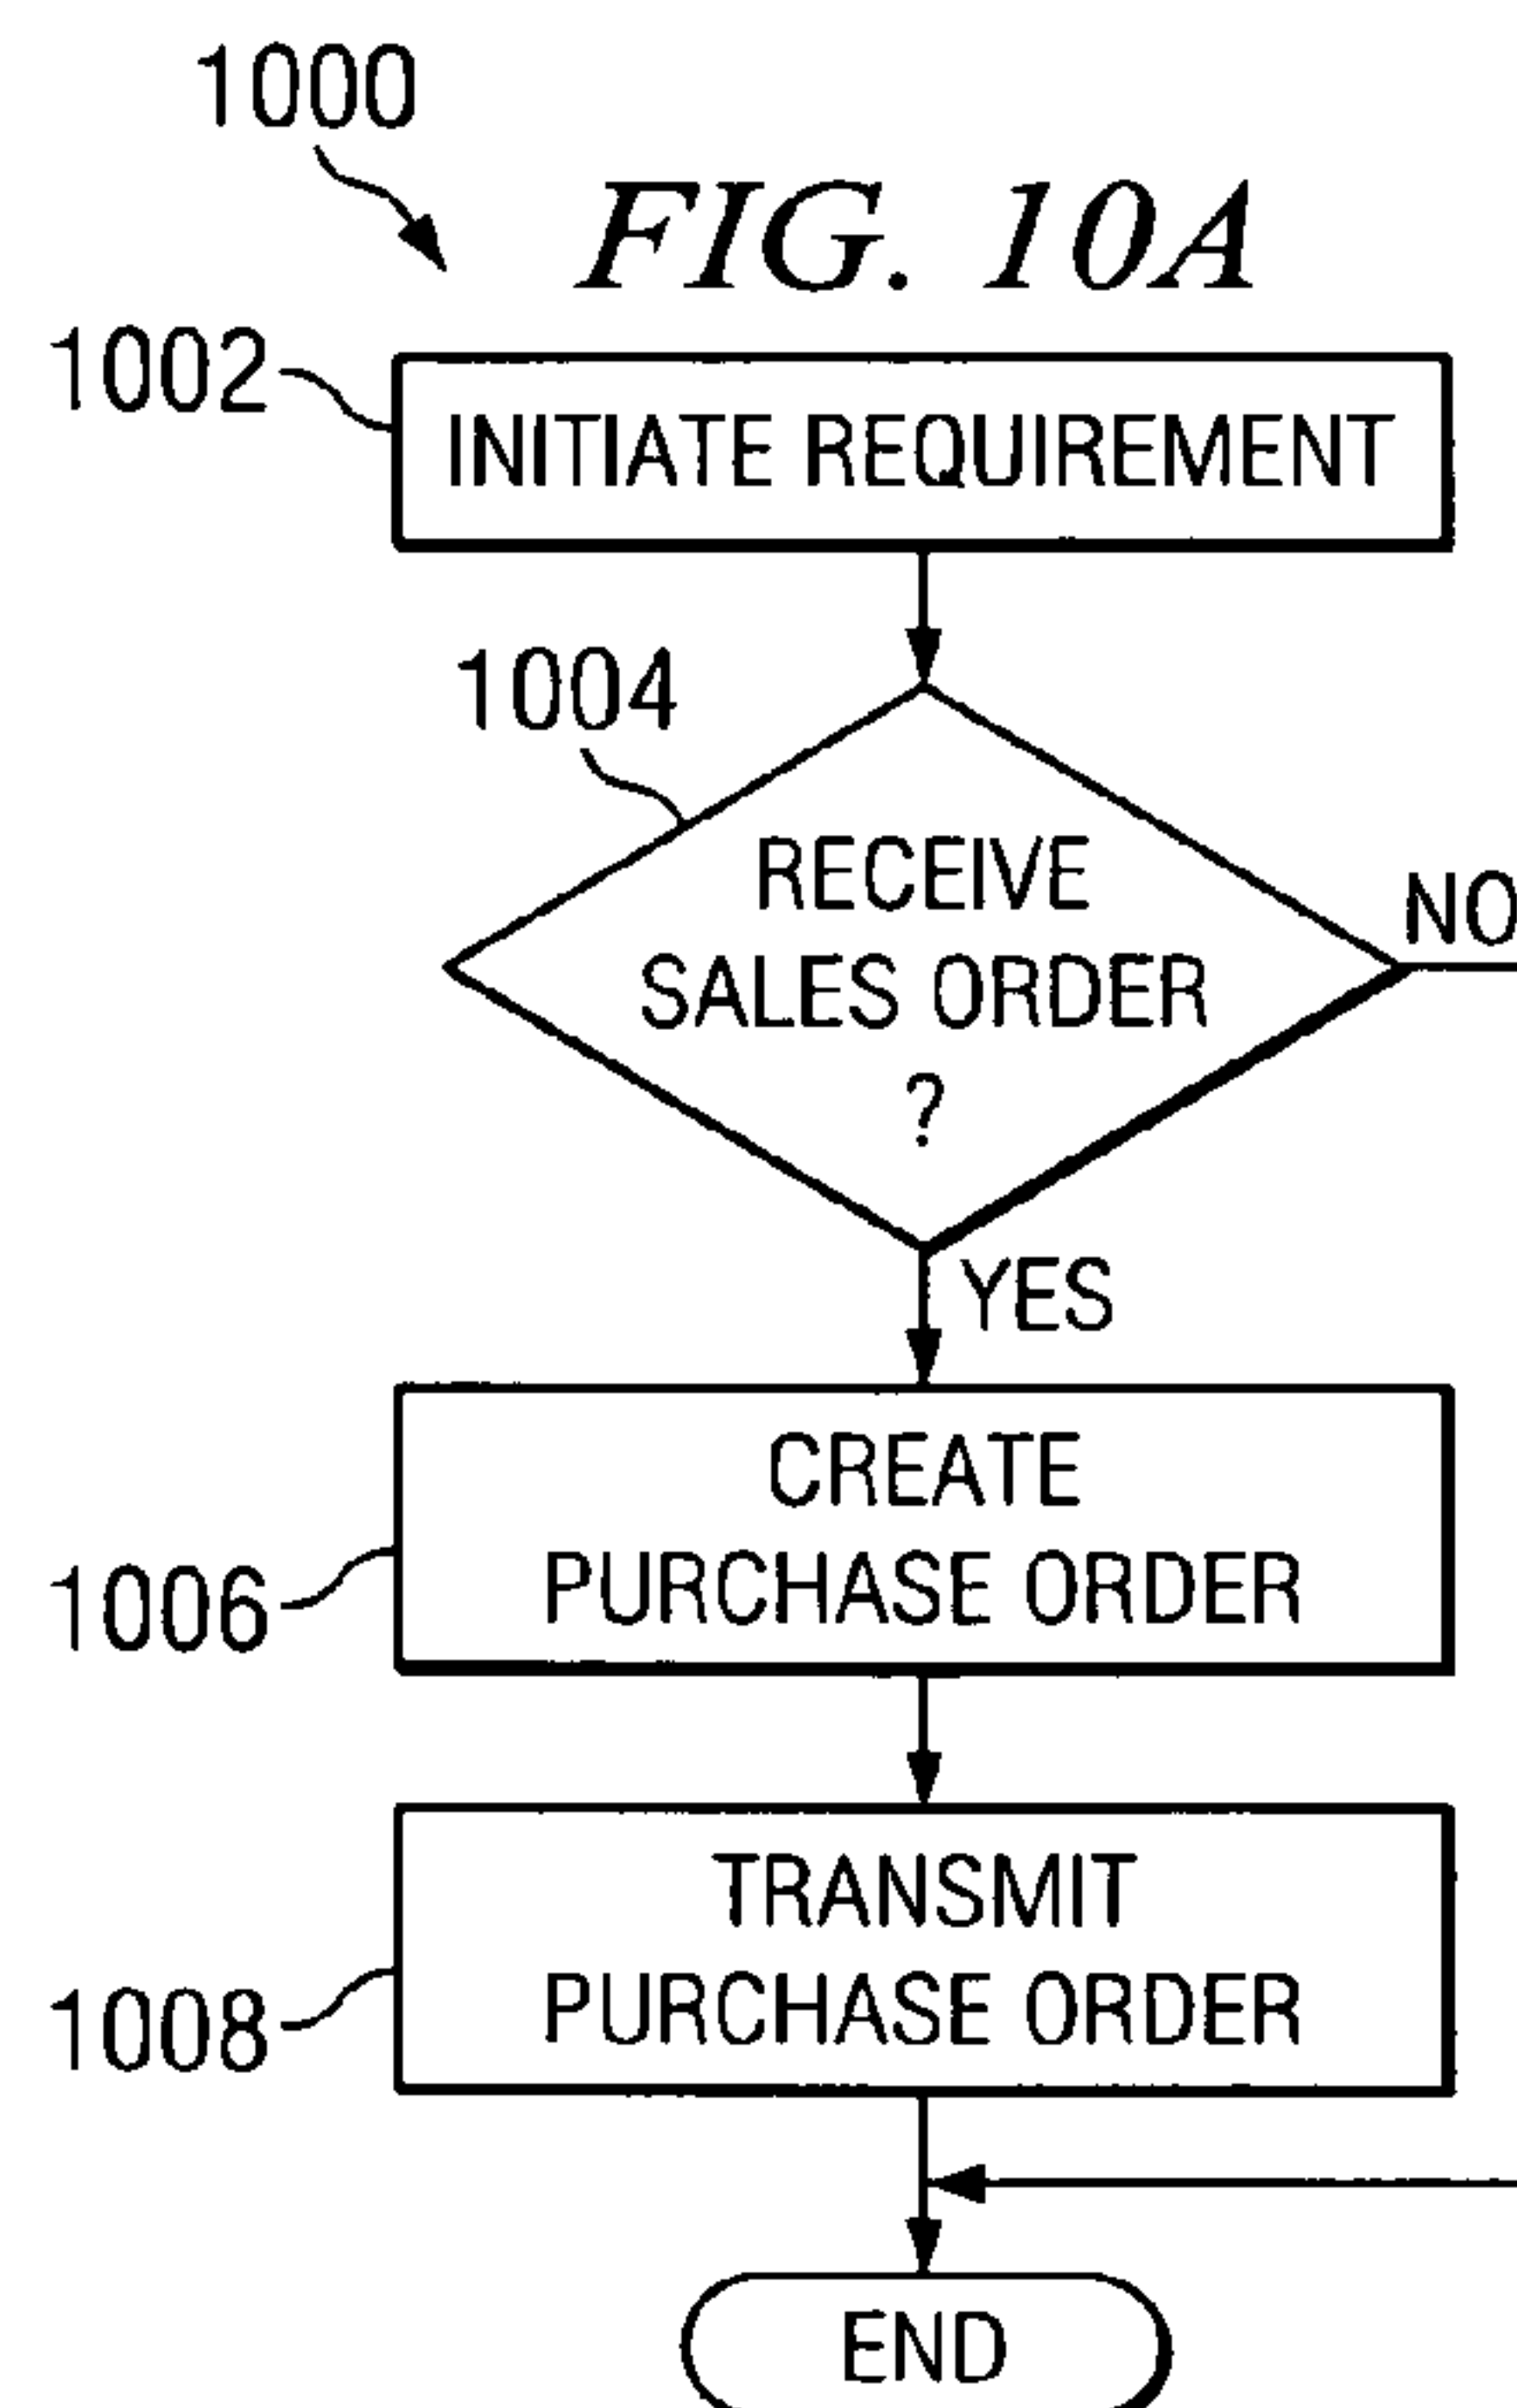 1000
FIG. 10A
1002
INITIATE REQUIREMENT
1004
RECEIVE
SALES ORDER
?
NO
YES
CREATE
PURCHASE ORDER
1006
TRANSMIT
PURCHASE ORDER
1008
END